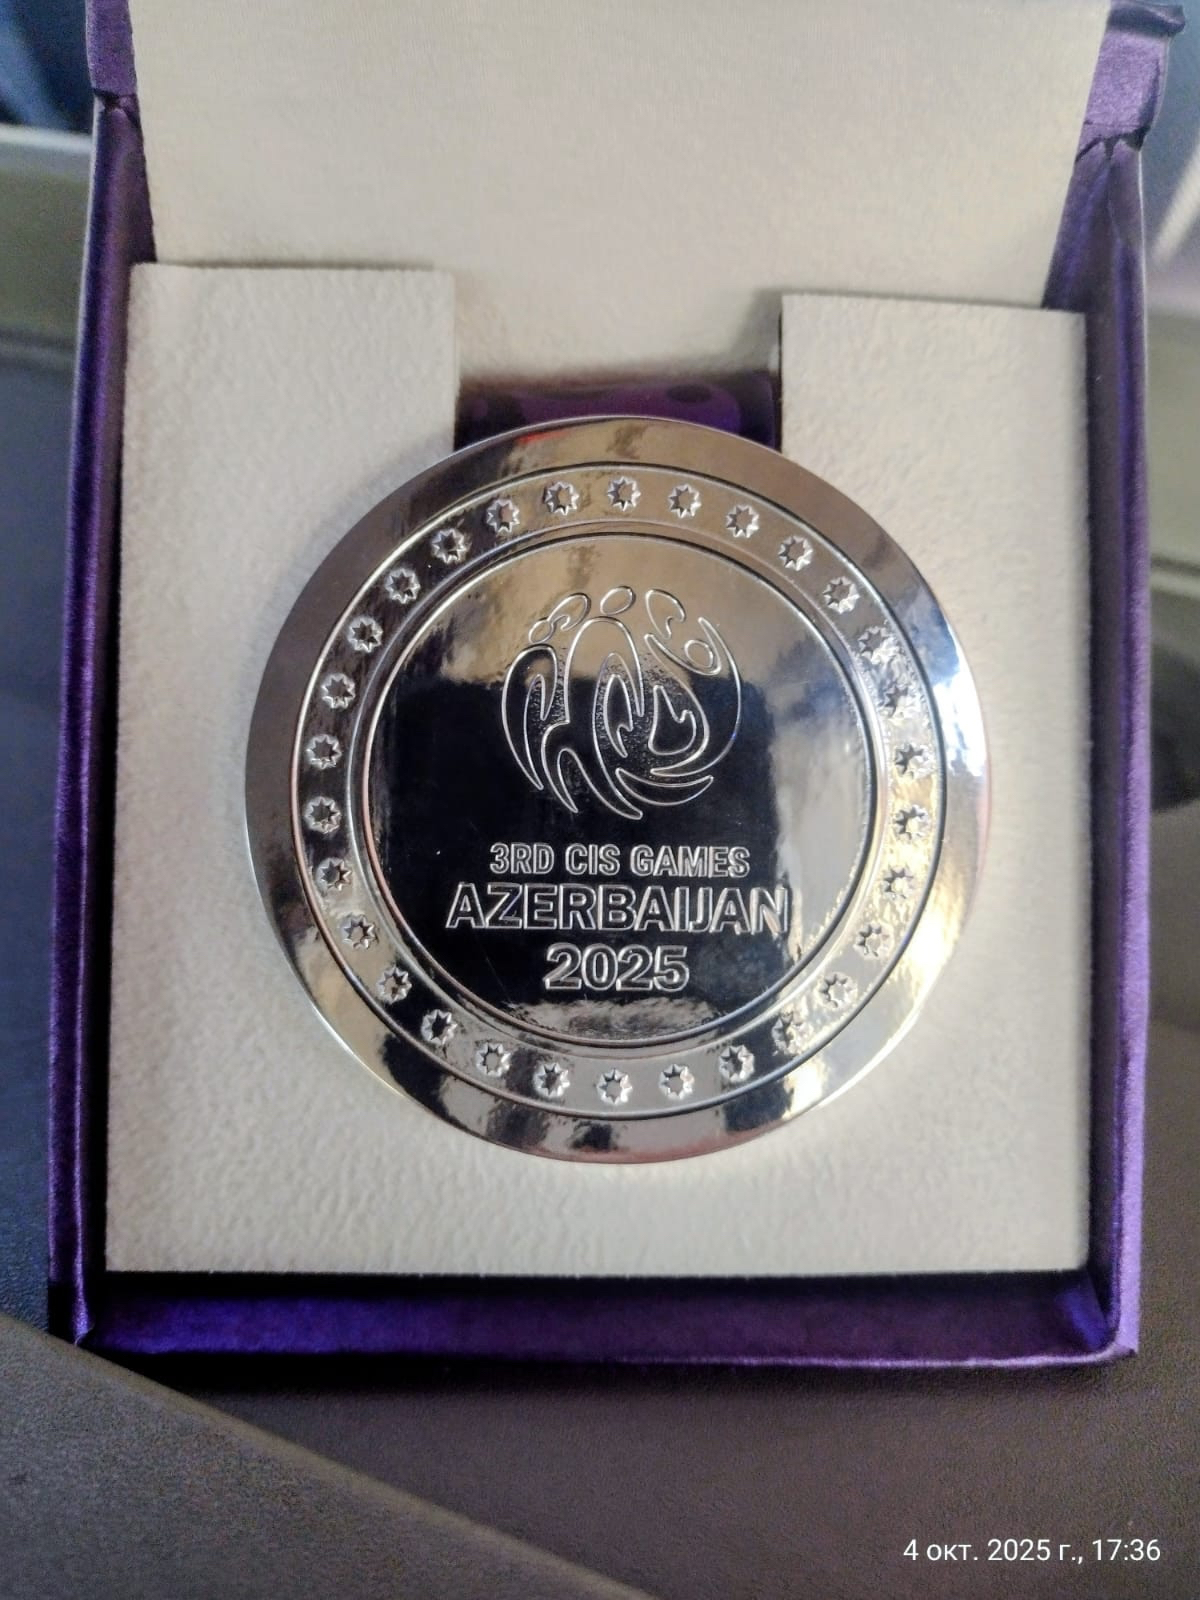 3RD CIS GAMES
AZERBAIJAN
2025
4 окт. 2025 г., 17:36